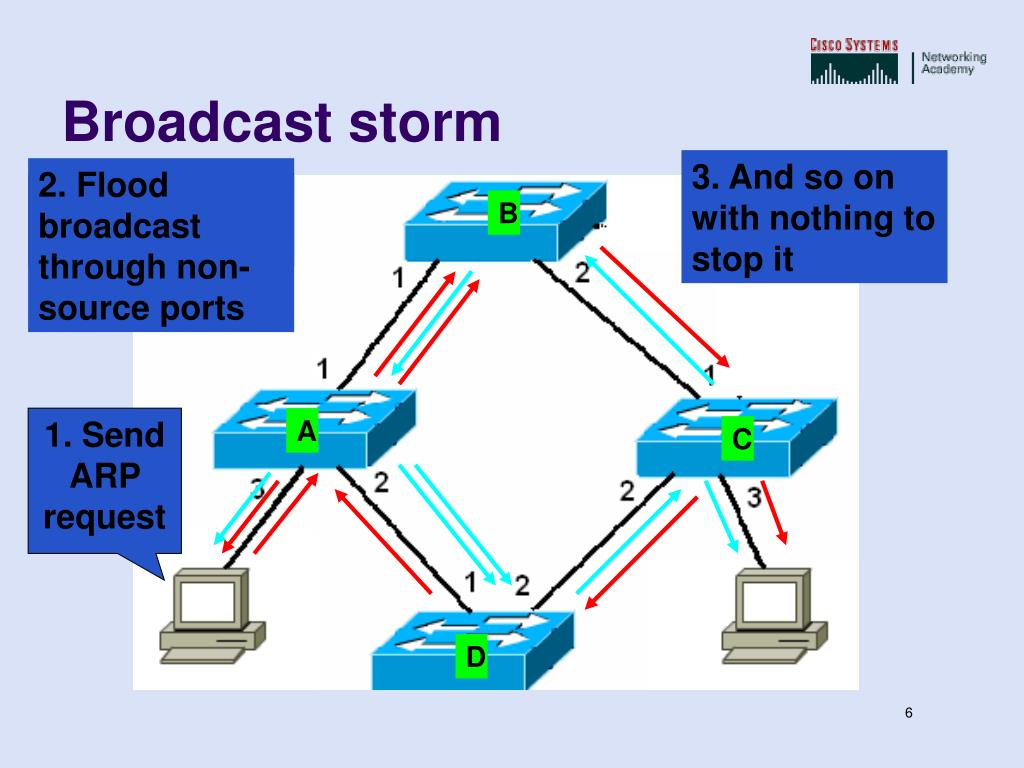 CISCO SYSTEMS
Networking
Academy
Broadcast storm
2. Flood
broadcast
through non-
source ports
3. And so on
with nothing to
stop it
B
1
2
1
1
A
C
1. Send
ARP
request
3
2
2
3
1
2
D
6